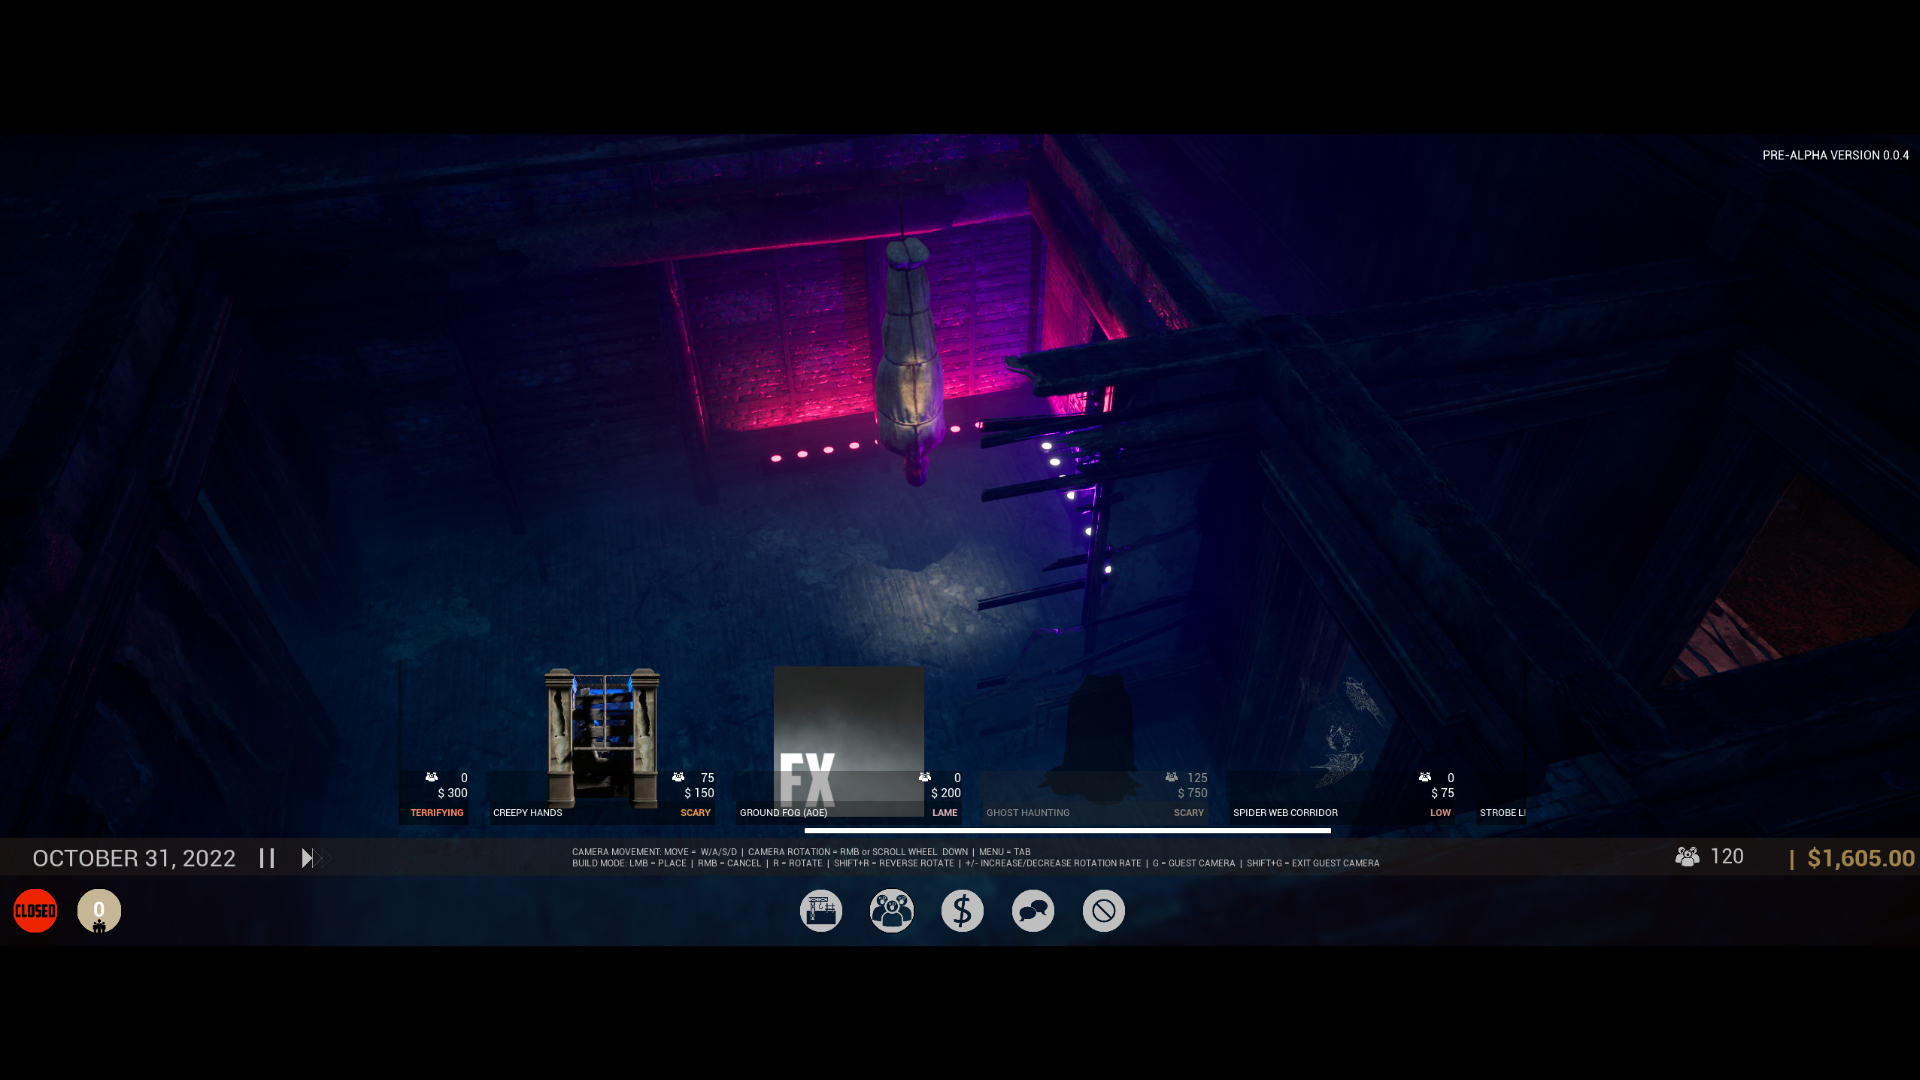 PRE-ALPHA VERSION 0.0.4
0
$ 300
TERRIFYING
75
$ 150
CREEPY HANDS
SCARY
FX
0
$ 200
GROUND FOG (AOE)
LAME
125
$ 750
GHOST HAUNTING
SCARY
0
$ 75
SPIDER WEB CORRIDOR
LOW
STROBE LI
OCTOBER 31, 2022
CAMERA MOVEMENT: MOVE = W/A/S/D | CAMERA ROTATION = RMB or SCROLL WHEEL DOWN | MENU = TAB
BUILD MODE: LMB = PLACE | RMB = CANCEL | R = ROTATE | SHIFT+R = REVERSE ROTATE | +/- INCREASE/DECREASE ROTATION RATE | G = GUEST CAMERA | SHIFT+G = EXIT GUEST CAMERA
120
| $1,605.00
CLOSED
0
$